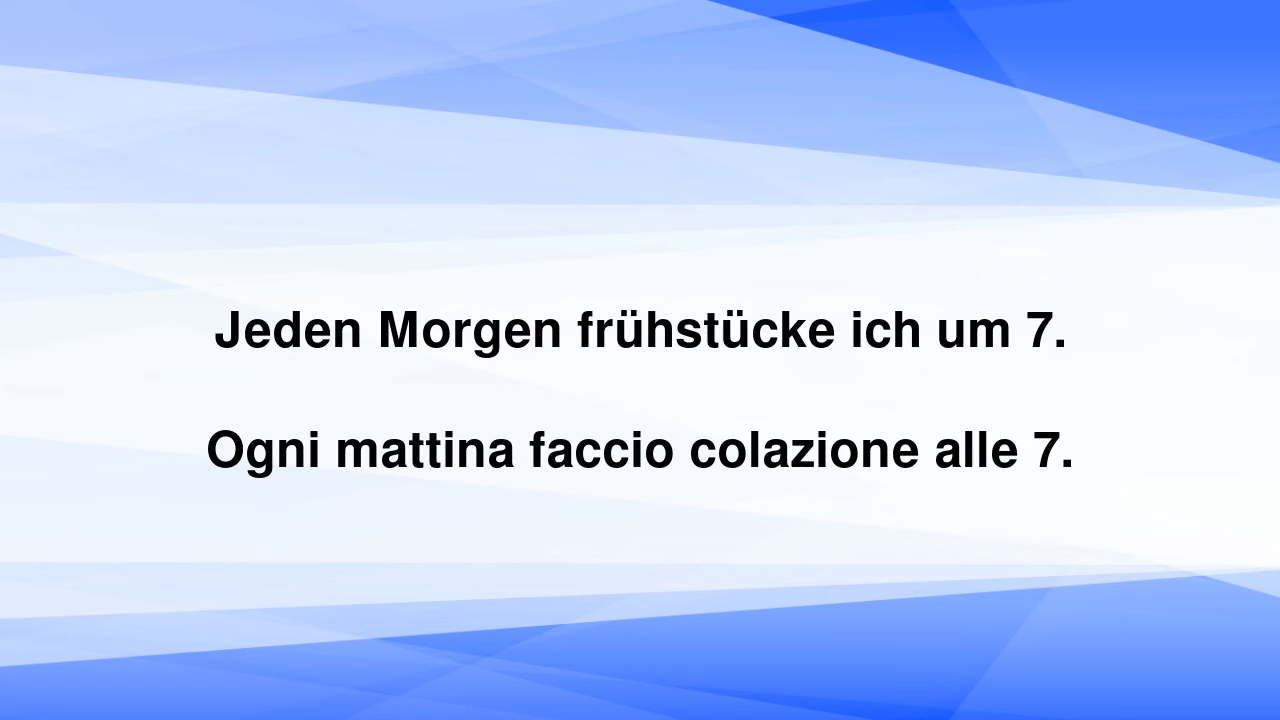 Jeden Morgen frühstücke ich um 7.
Ogni mattina faccio colazione alle 7.